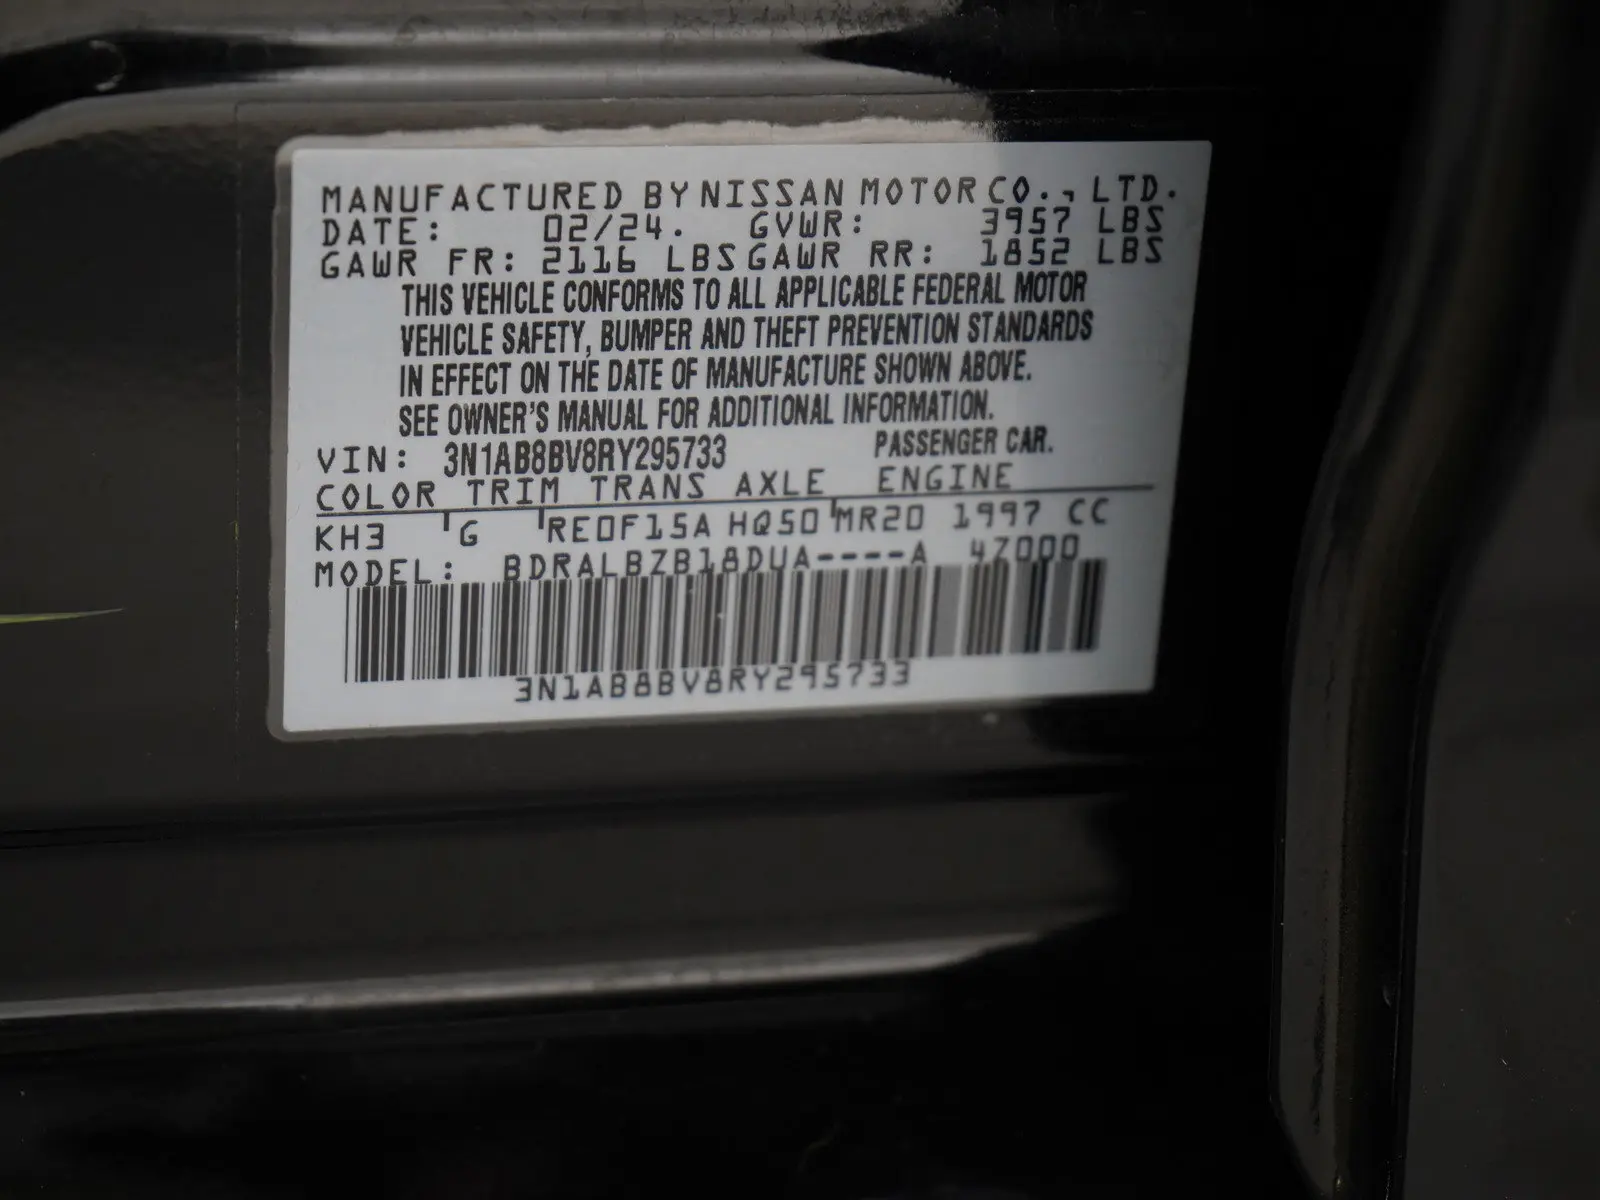 MANUFACTURED BY NISSAN MOTOR CO., LTD.
DATE: 02/24. GVWR: 3957 LBS
GAWR FR: 2116 LBS GAWR RR: 1852 LBS
THIS VEHICLE CONFORMS TO ALL APPLICABLE FEDERAL MOTOR
VEHICLE SAFETY, BUMPER AND THEFT PREVENTION STANDARDS
IN EFFECT ON THE DATE OF MANUFACTURE SHOWN ABOVE.
SEE OWNER'S MANUAL FOR ADDITIONAL INFORMATION.
VIN: 3N1AB8BV8RY295733 PASSENGER CAR.
COLOR TRIM TRANS AXLE ENGINE
KH3 G RE0F15A HQ50 MR20 1997 CC
MODEL: BDRALBZB18DUA----A 4Z000
3N1AB8BV8RY295733